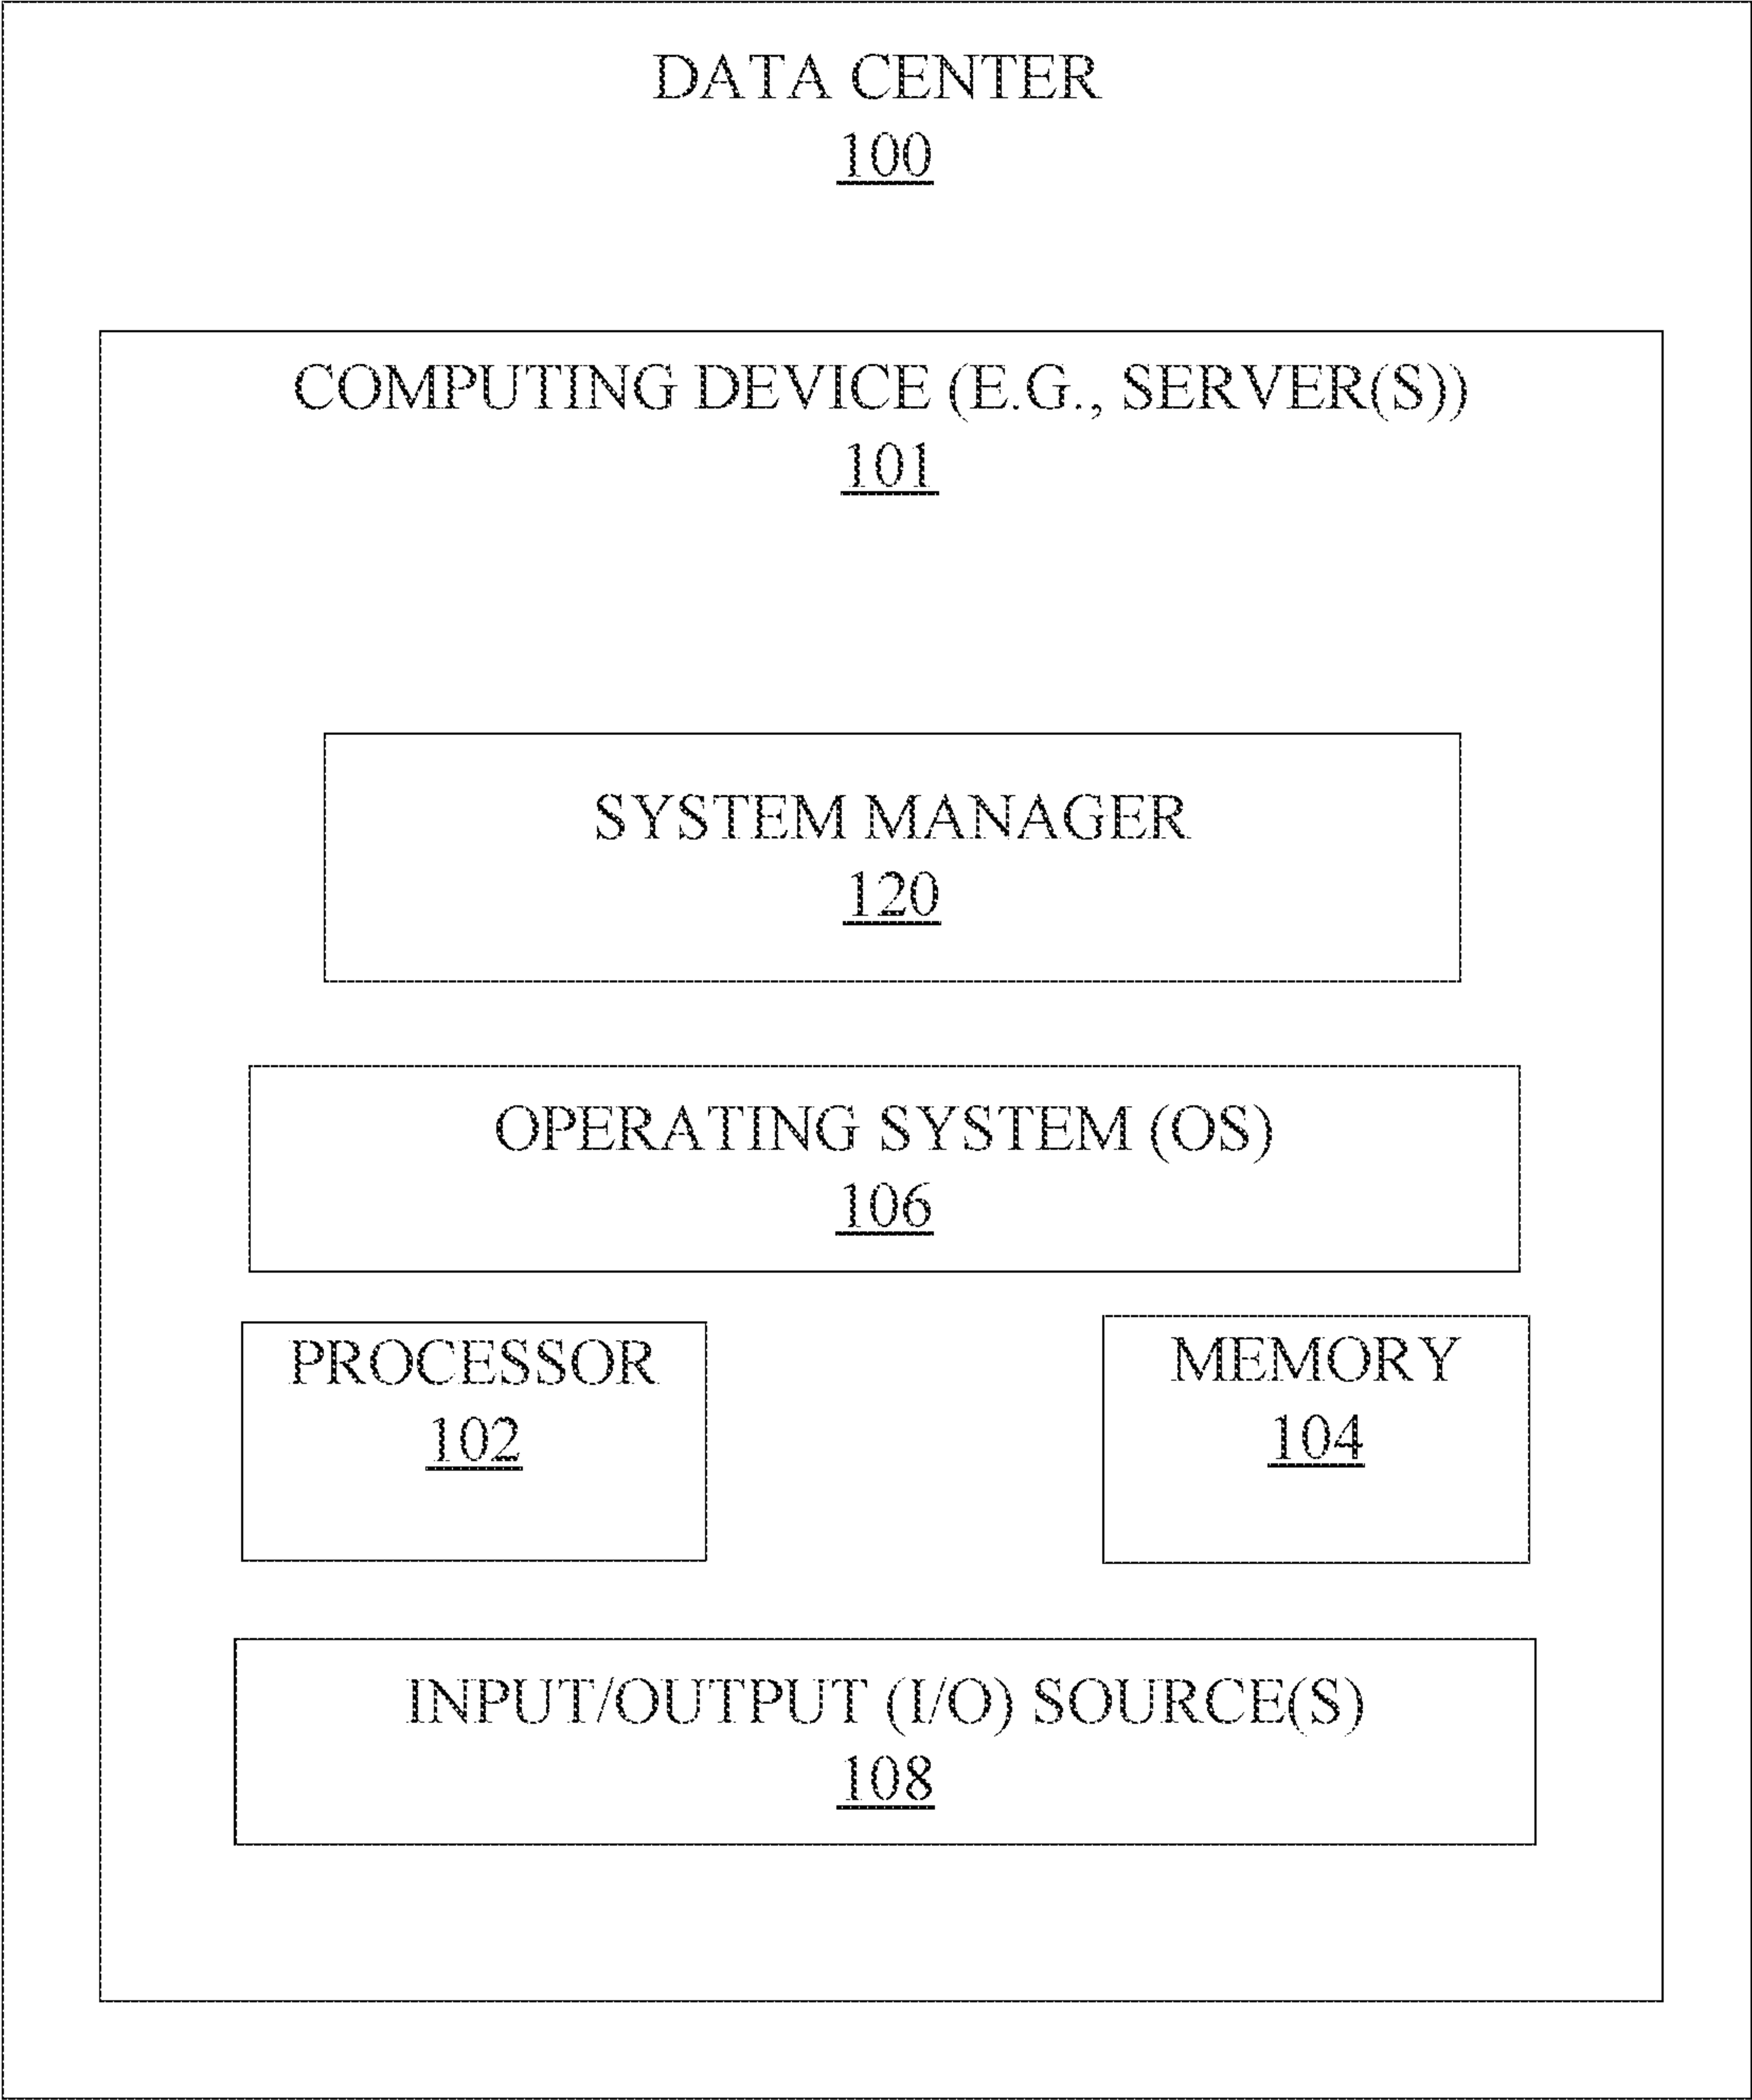 DATA CENTER
100
COMPUTING DEVICE (E.G., SERVER(S))
101
SYSTEM MANAGER
120
OPERATING SYSTEM (OS)
106
PROCESSOR
102
MEMORY
104
INPUT/OUTPUT (I/O) SOURCE(S)
108